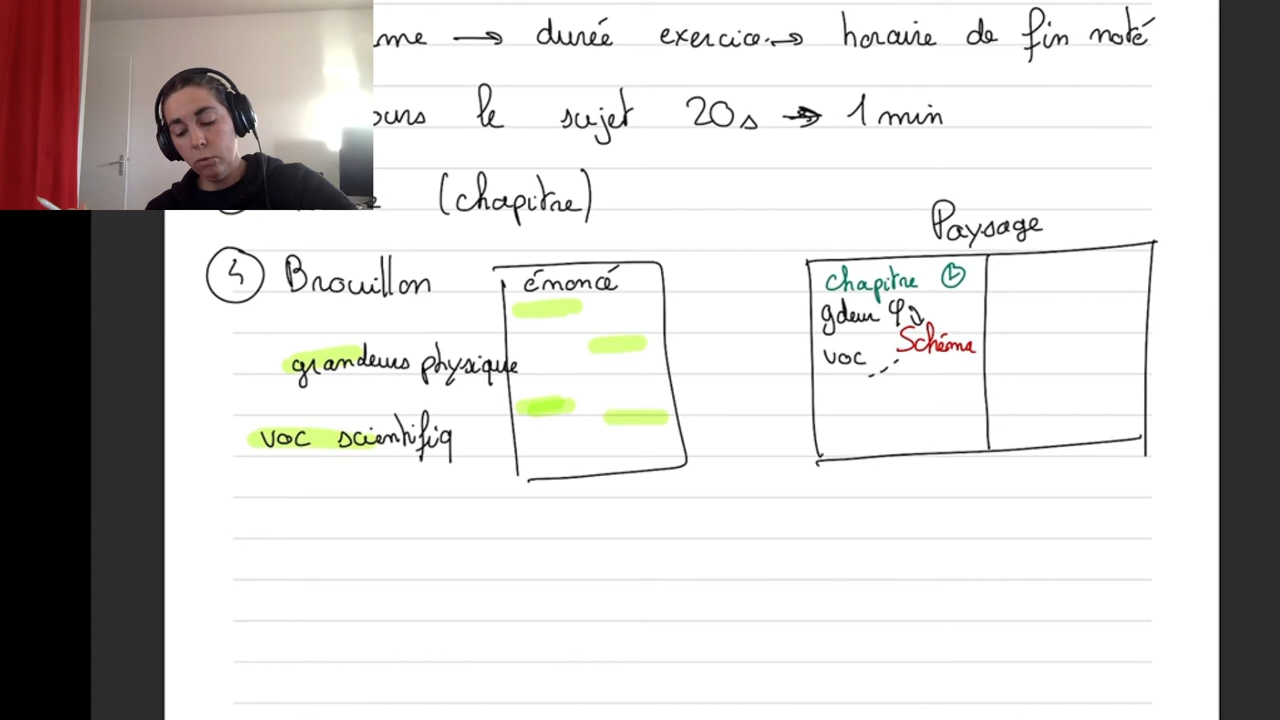 me → durée exercice → horaire de fin noté
ours le sujet 20s → 1 min
(chapitre)
Paysage
4 Brouillon
énoncé
grandeurs physique
voc scientifiq
chapitre
gdeur φ
Schéma
voc